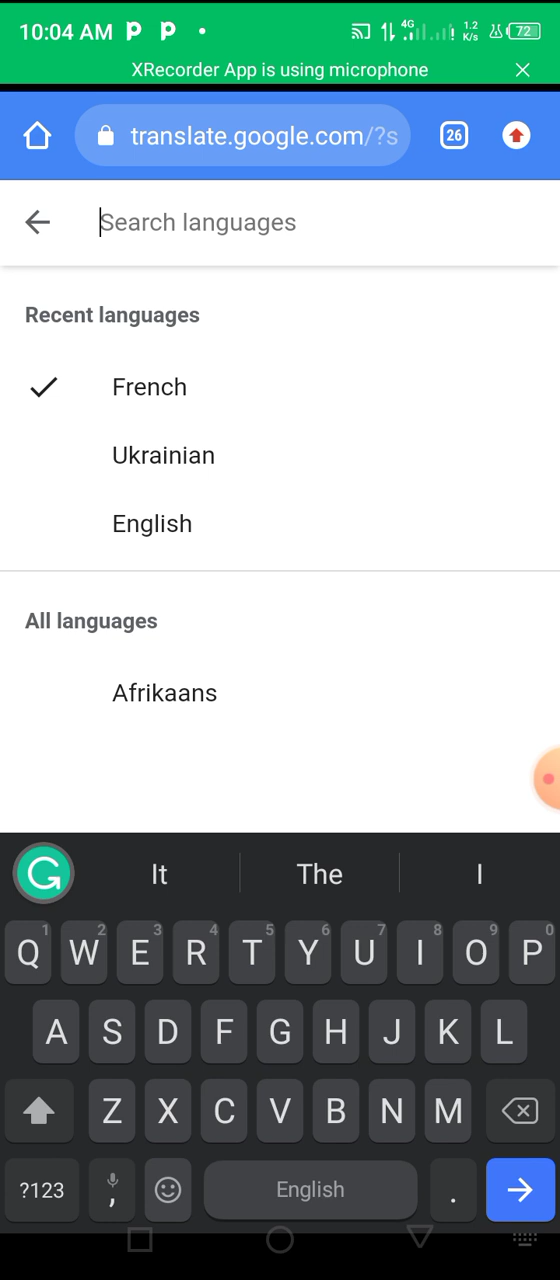 10:04 AM
4G
1.2
K/s
72
XRecorder App is using microphone
translate.google.com/?s
26
Search languages
Recent languages
French
Ukrainian
English
All languages
Afrikaans
It The I
1 2 3 4 5 6 7 8 9 0
Q W E R T Y U I O P
A S D F G H J K L
Z X C V B N M
?123 , English .